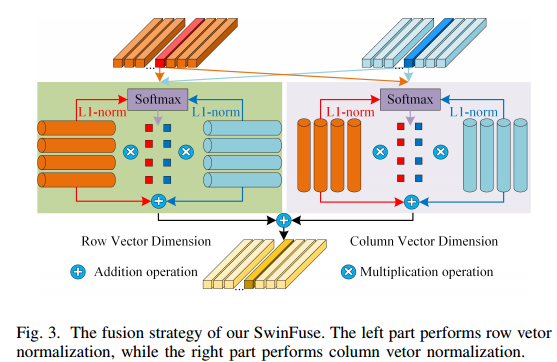 ...
...
Softmax
Softmax
L1-norm
L1-norm
L1-norm
L1-norm
Row Vector Dimension
Column Vector Dimension
Addition operation
Multiplication operation
...
Fig. 3. The fusion strategy of our SwinFuse. The left part performs row vetor
normalization, while the right part performs column vetor normalization.